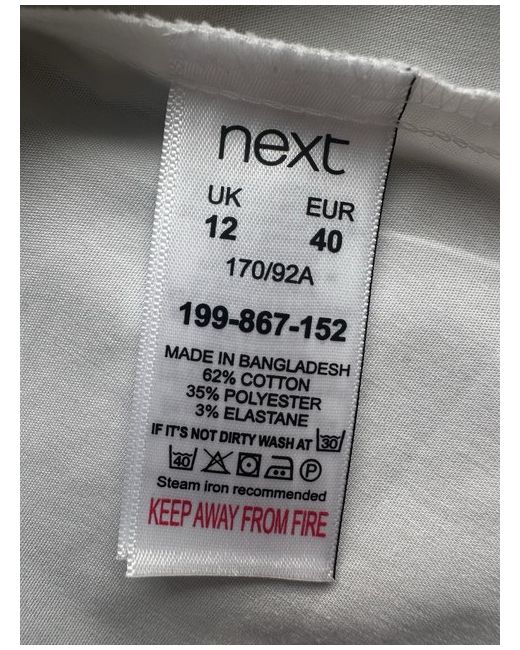 next
UK EUR
12 40
170/92A
199-867-152
MADE IN BANGLADESH
62% COTTON
35% POLYESTER
3% ELASTANE
IF IT'S NOT DIRTY WASH AT 30
40 P
Steam iron recommended
KEEP AWAY FROM FIRE